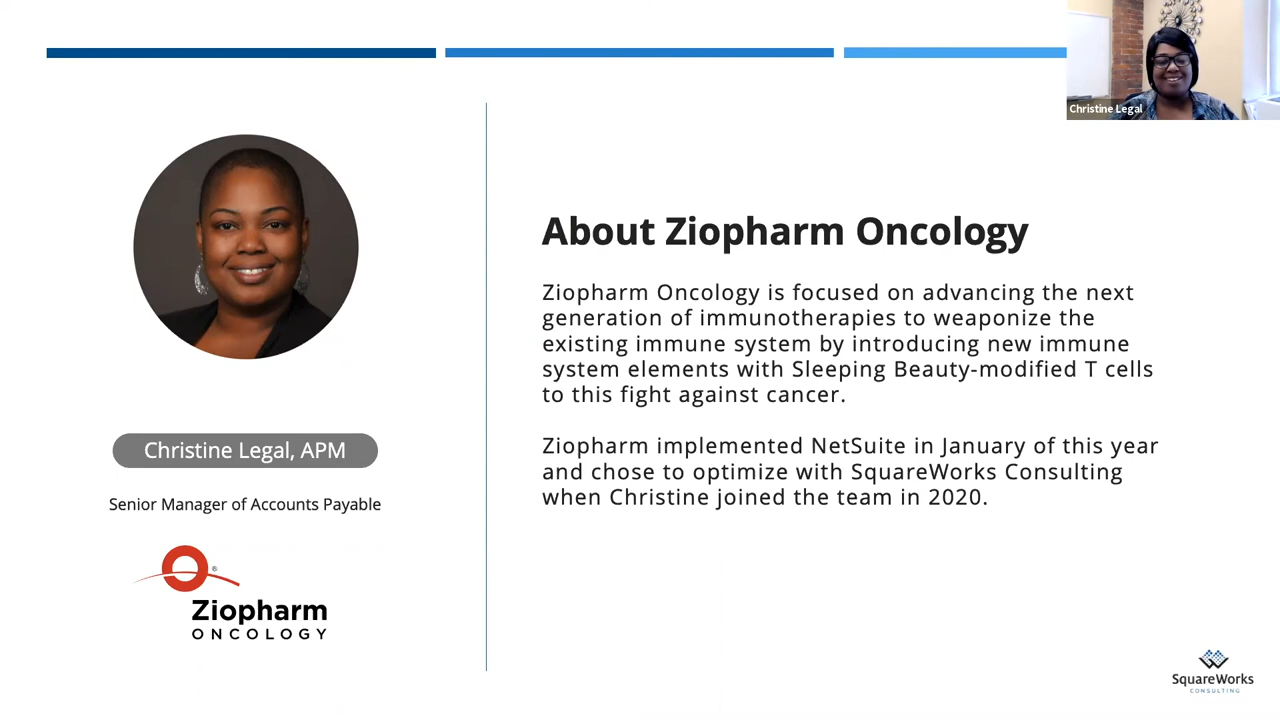 Christine Legal
About Ziopharm Oncology
Ziopharm Oncology is focused on advancing the next
generation of immunotherapies to weaponize the
existing immune system by introducing new immune
system elements with Sleeping Beauty-modified T cells
to this fight against cancer.
Ziopharm implemented NetSuite in January of this year
and chose to optimize with SquareWorks Consulting
when Christine joined the team in 2020.
Christine Legal, APM
Senior Manager of Accounts Payable
®
Ziopharm
ONCOLOGY
SquareWorks
CONSULTING